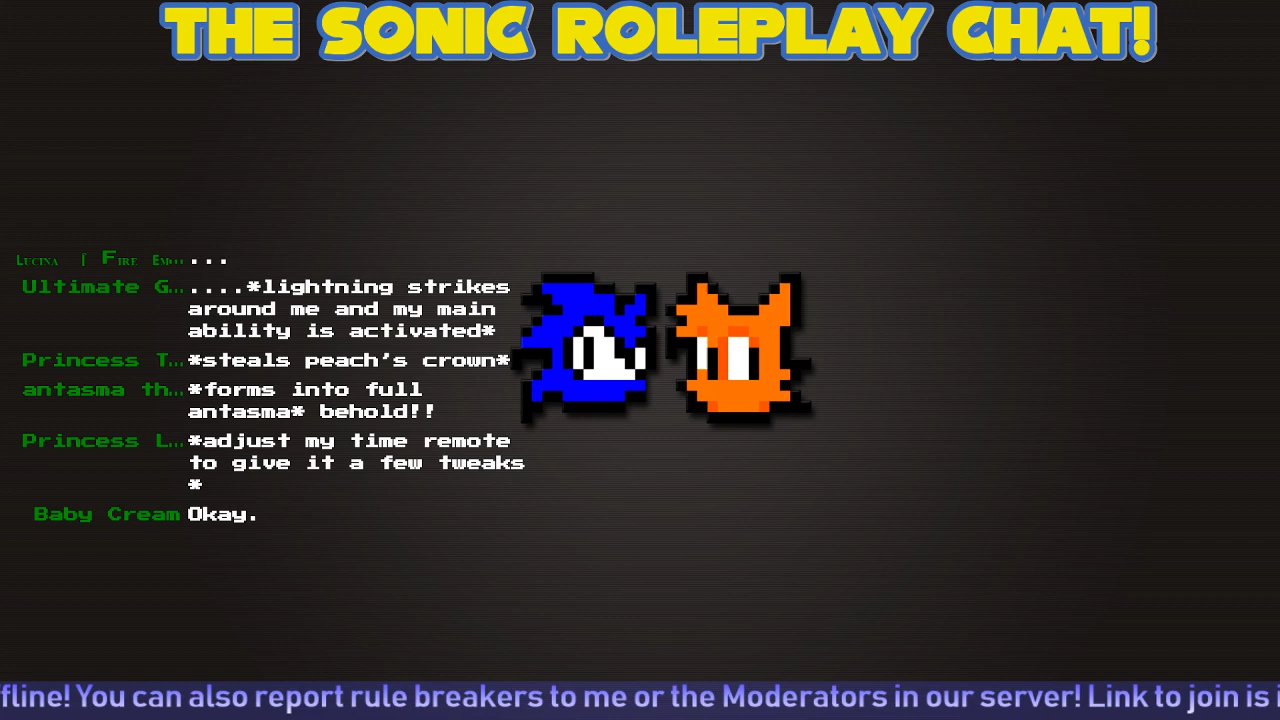 THE SONIC ROLEPLAY CHAT!
Lucina ⌠ Fire Em... ...
Ultimate G... ....*lightning strikes
around me and my main
ability is activated*
Princess T... *steals peach's crown*
antasma th... *forms into full
antasma* behold!!
Princess L... *adjust my time remote
to give it a few tweaks
*
Baby Cream Okay.
ffline! You can also report rule breakers to me or the Moderators in our server! Link to join is i